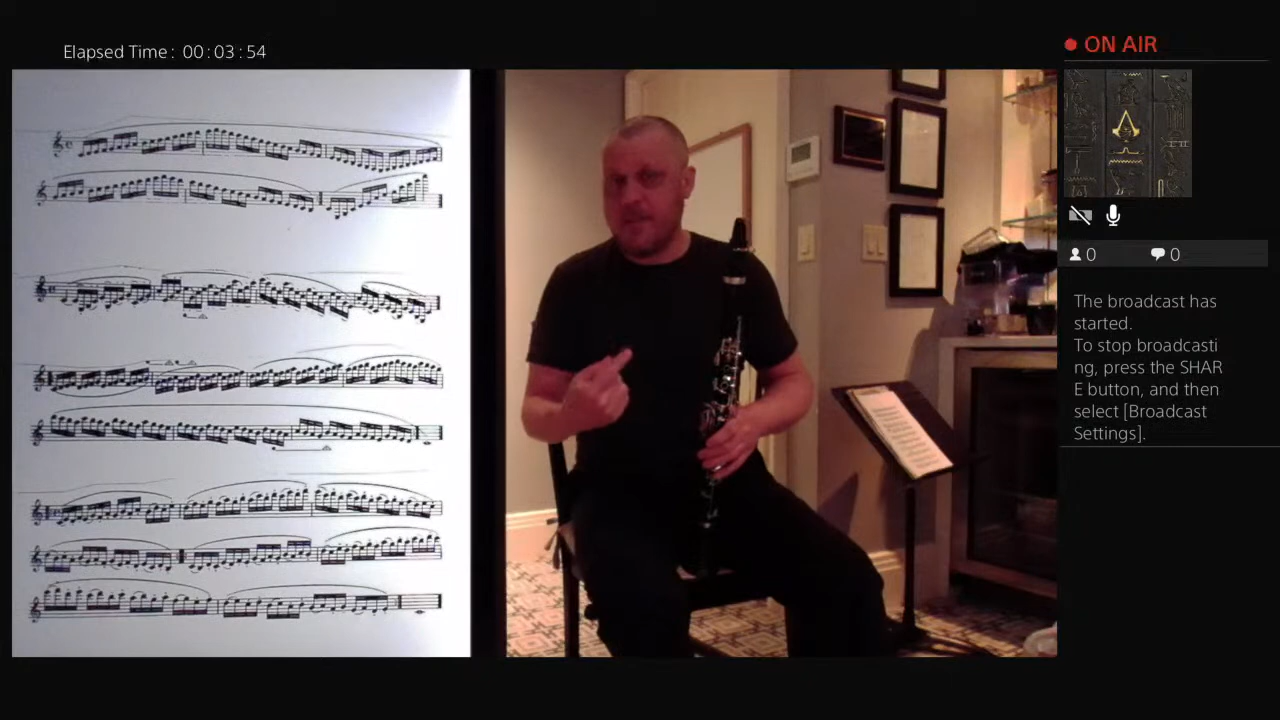 Elapsed Time: 00:03:54
ON AIR
0
0
The broadcast has
started.
To stop broadcasti
ng, press the SHAR
E button, and then
select [Broadcast
Settings].